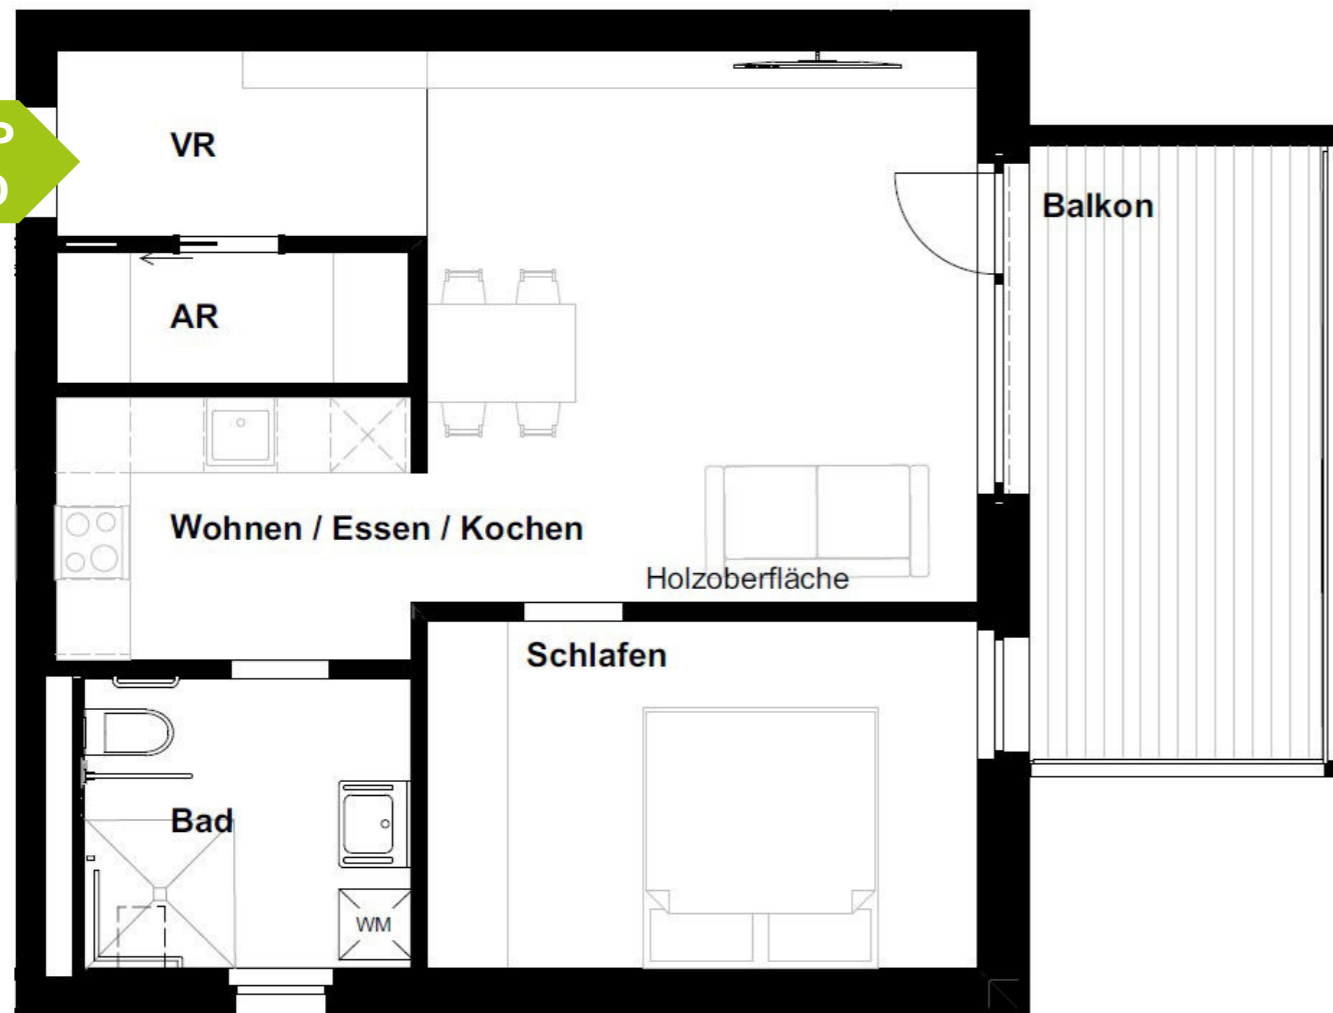 VR
Balkon
AR
Wohnen / Essen / Kochen
Holzoberfläche
Schlafen
Bad
WM